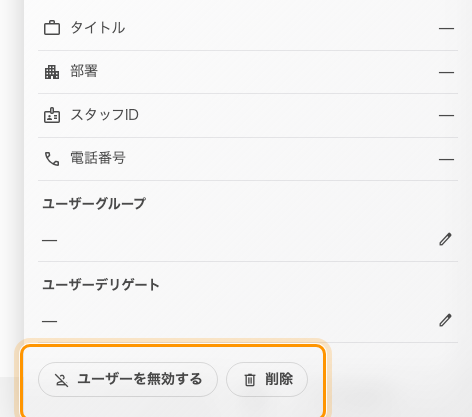 タイトル —
部署 —
スタッフID —
電話番号 —
ユーザーグループ
—
ユーザーデリゲート
—
ユーザーを無効する 削除